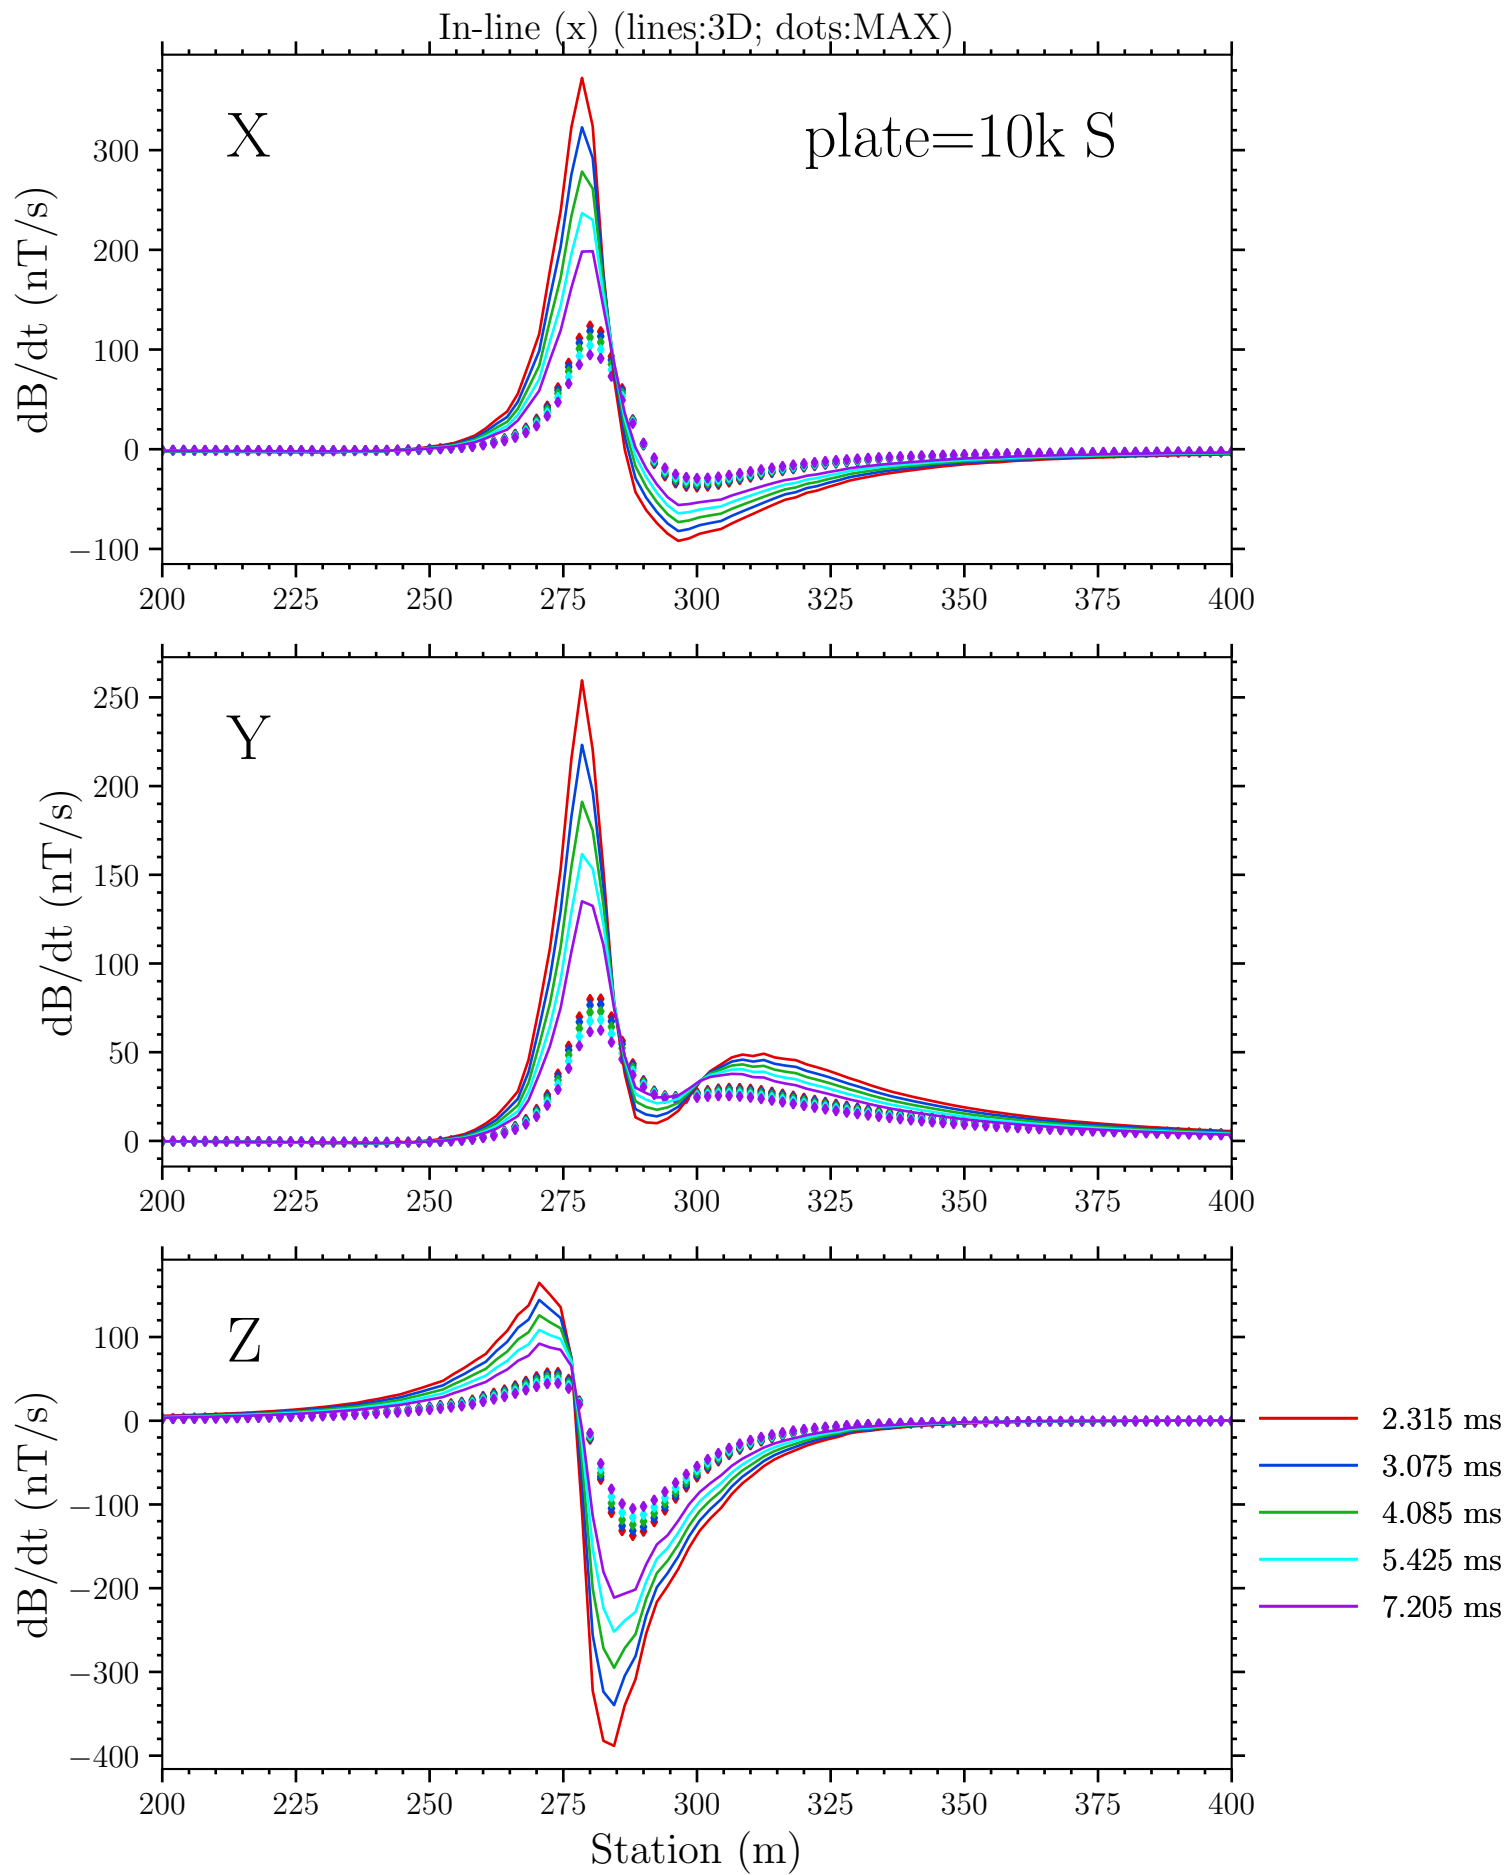 In-line (x) (lines:3D; dots:MAX)
X
plate=10k S
dB/dt (nT/s)
300
200
100
0
−100
200 225 250 275 300 325 350 375 400
Y
dB/dt (nT/s)
250
200
150
100
50
0
200 225 250 275 300 325 350 375 400
Z
dB/dt (nT/s)
100
0
−100
−200
−300
−400
200 225 250 275 300 325 350 375 400
Station (m)
2.315 ms
3.075 ms
4.085 ms
5.425 ms
7.205 ms